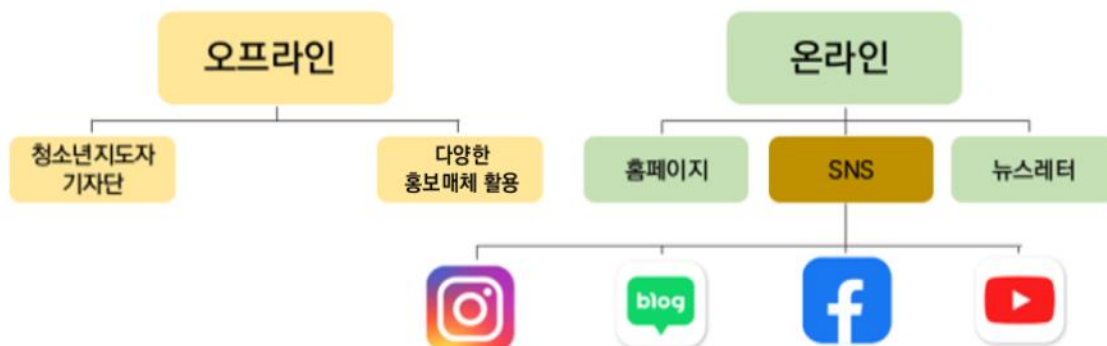 오프라인
온라인
청소년지도자
기자단
다양한
홍보매체 활용
홈페이지
SNS
뉴스레터
blog